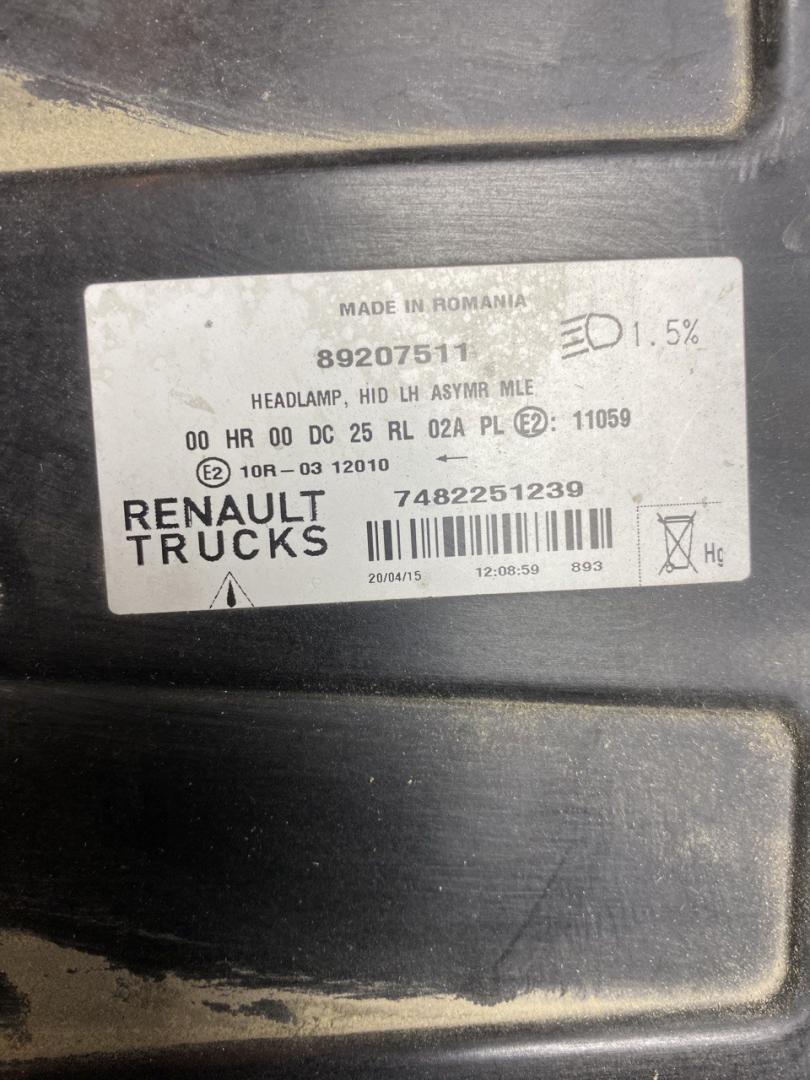 MADE IN ROMANIA
1.5%
89207511
HEADLAMP, HID LH ASYMR MLE
00 HR 00 DC 25 RL 02A PL E2: 11059
E2 10R-03 12010 ←
RENAULT
TRUCKS
7482251239
20/04/15 12:08:59 893
Hg